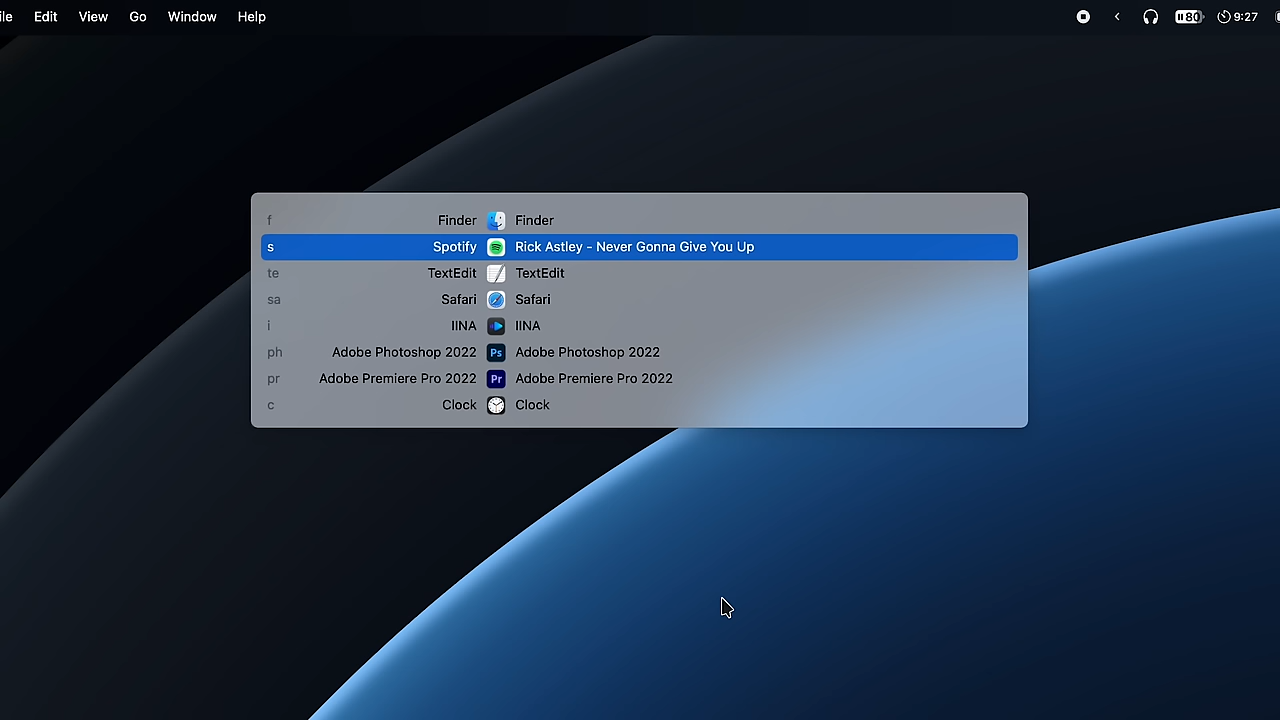 ile Edit View Go Window Help 80 9:27
f Finder Finder
s Spotify Rick Astley - Never Gonna Give You Up
te TextEdit TextEdit
sa Safari Safari
i IINA IINA
ph Adobe Photoshop 2022 Ps Adobe Photoshop 2022
pr Adobe Premiere Pro 2022 Pr Adobe Premiere Pro 2022
c Clock Clock